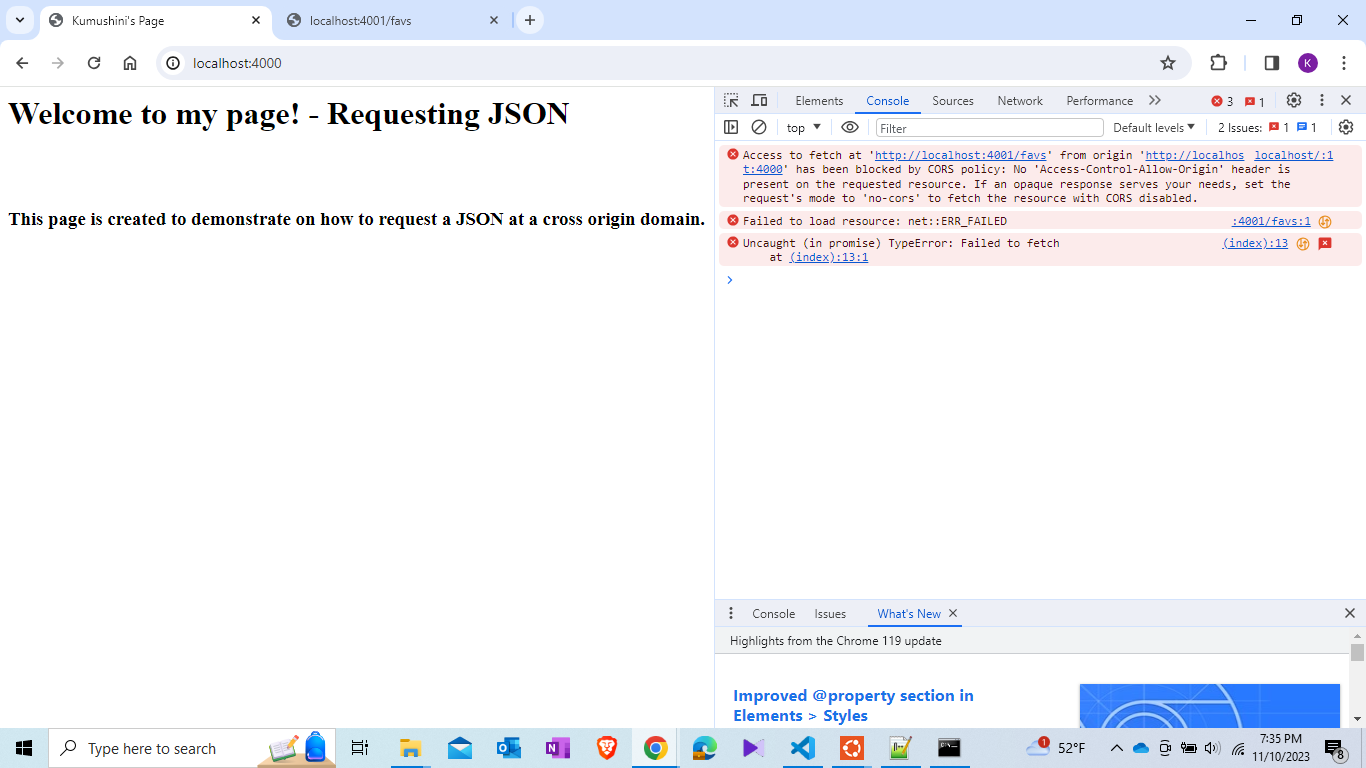 Kumushini's Page
localhost:4001/favs
localhost:4000
K
Welcome to my page! - Requesting JSON
This page is created to demonstrate on how to request a JSON at a cross origin domain.
Elements
Console
Sources
Network
Performance
3
1
top
Filter
Default levels
2 Issues:
1
1
Access to fetch at 'http://localhost:4001/favs' from origin 'http://localhos localhost/:1
t:4000' has been blocked by CORS policy: No 'Access-Control-Allow-Origin' header is
present on the requested resource. If an opaque response serves your needs, set the
request's mode to 'no-cors' to fetch the resource with CORS disabled.
Failed to load resource: net::ERR_FAILED :4001/favs:1
Uncaught (in promise) TypeError: Failed to fetch (index):13
at (index):13:1
Console
Issues
What's New
Highlights from the Chrome 119 update
Improved @property section in
Elements > Styles
Type here to search
1
52°F
7:35 PM
11/10/2023
8